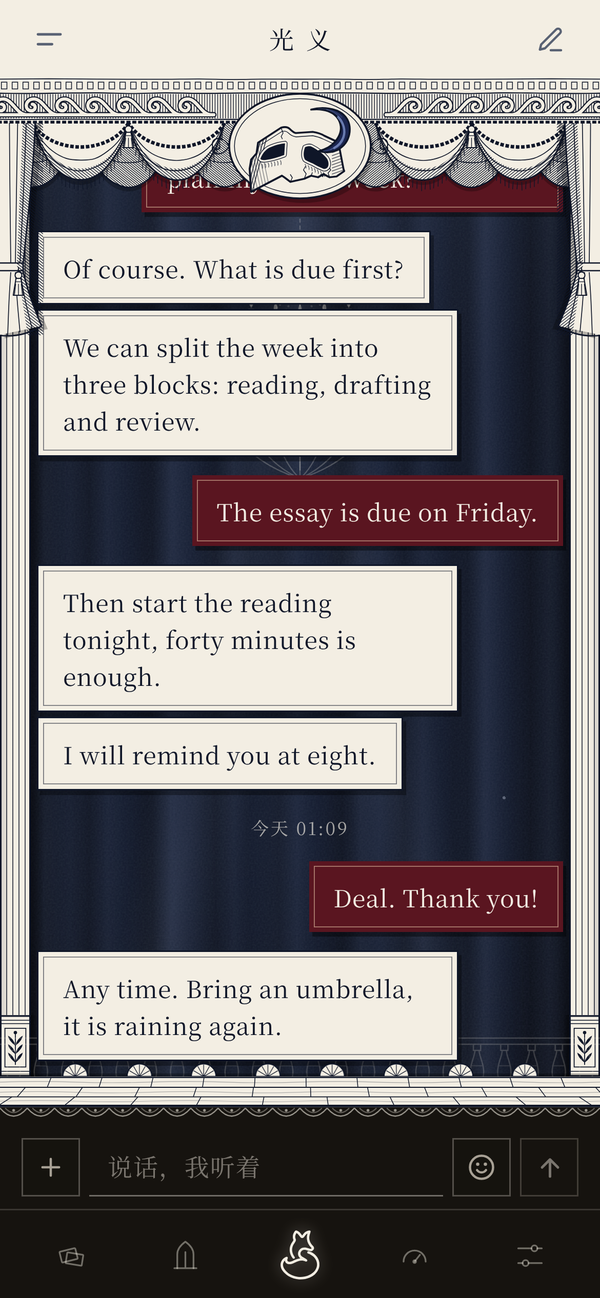 光义
week?
Of course. What is due first?
We can split the week into
three blocks: reading, drafting
and review.
The essay is due on Friday.
Then start the reading
tonight, forty minutes is
enough.
I will remind you at eight.
今天 01:09
Deal. Thank you!
Any time. Bring an umbrella,
it is raining again.
说话，我听着